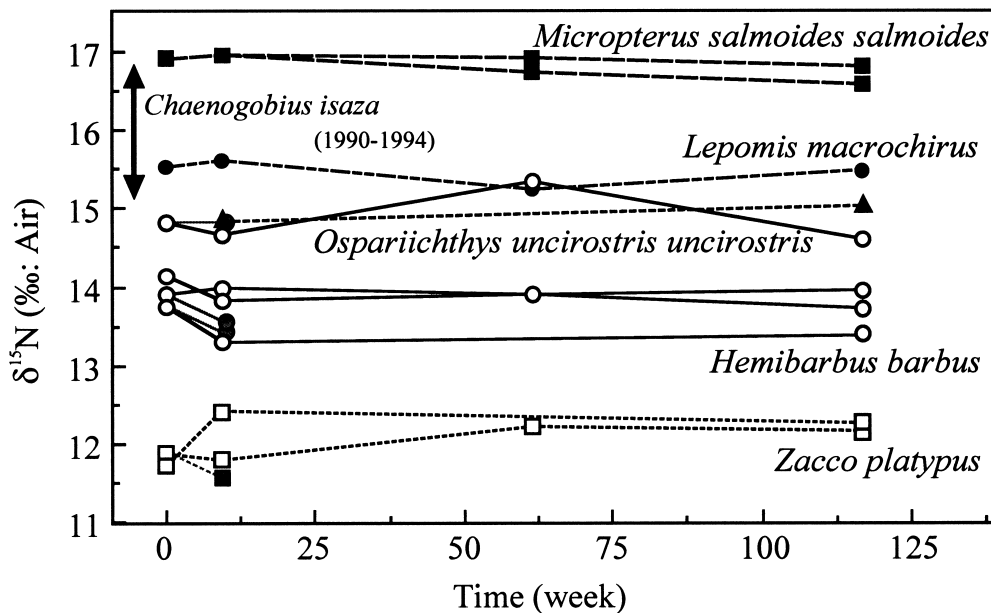 Micropterus salmoides salmoides
Chaenogobius isaza
(1990-1994)
Lepomis macrochirus
Ospariichthys uncirostris uncirostris
Hemibarbus barbus
Zacco platypus
17
16
15
14
13
12
11
δ¹⁵N (‰: Air)
0 25 50 75 100 125
Time (week)